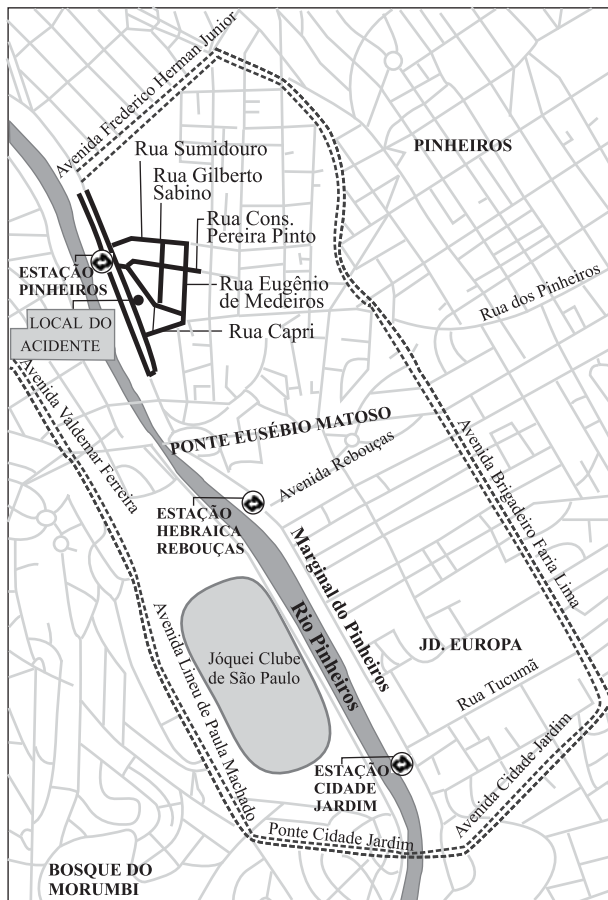 Avenida Frederico Herman Junior
PINHEIROS
Rua Sumidouro
Rua Gilberto
Sabino
Rua Cons.
Pereira Pinto
ESTAÇÃO
PINHEIROS
Rua Eugênio
de Medeiros
Rua dos Pinheiros
LOCAL DO
ACIDENTE
Rua Capri
Avenida Valdemar Ferreira
PONTE EUSÉBIO MATOSO
Avenida Rebouças
Avenida Brigadeiro Faria Lima
ESTAÇÃO
HEBRAICA
REBOUÇAS
Marginal do Pinheiros
Rio Pinheiros
Avenida Lineu de Paula Machado
Jóquei Clube
de São Paulo
JD. EUROPA
Rua Tucumã
ESTAÇÃO
CIDADE
JARDIM
Avenida Cidade Jardim
Ponte Cidade Jardim
BOSQUE DO
MORUMBI